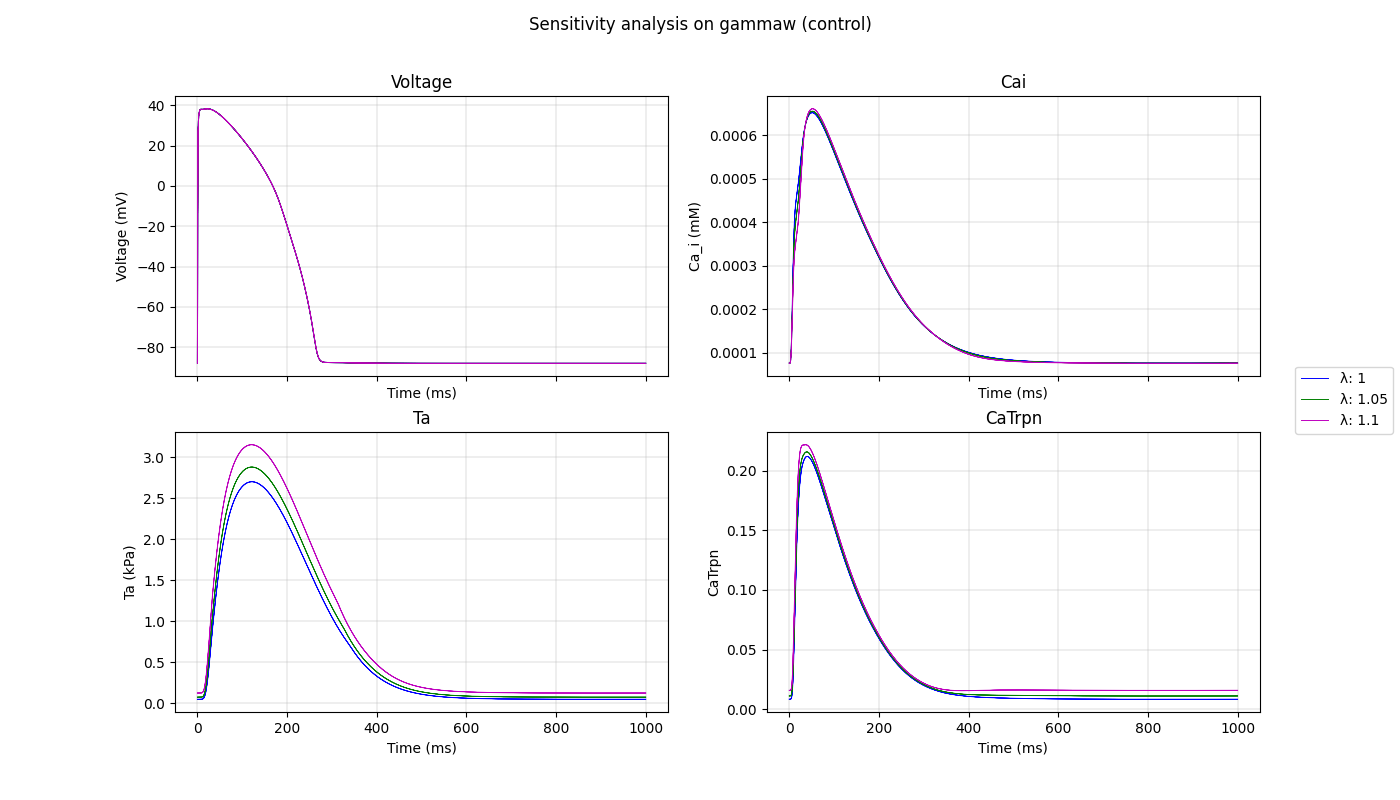 Sensitivity analysis on gammaw (control)
Voltage
Voltage (mV)
40
20
0
−20
−40
−60
−80
Time (ms)
Cai
Ca_i (mM)
0.0006
0.0005
0.0004
0.0003
0.0002
0.0001
Time (ms)
λ: 1
λ: 1.05
λ: 1.1
Ta
Ta (kPa)
3.0
2.5
2.0
1.5
1.0
0.5
0.0
0 200 400 600 800 1000
Time (ms)
CaTrpn
CaTrpn
0.20
0.15
0.10
0.05
0.00
0 200 400 600 800 1000
Time (ms)